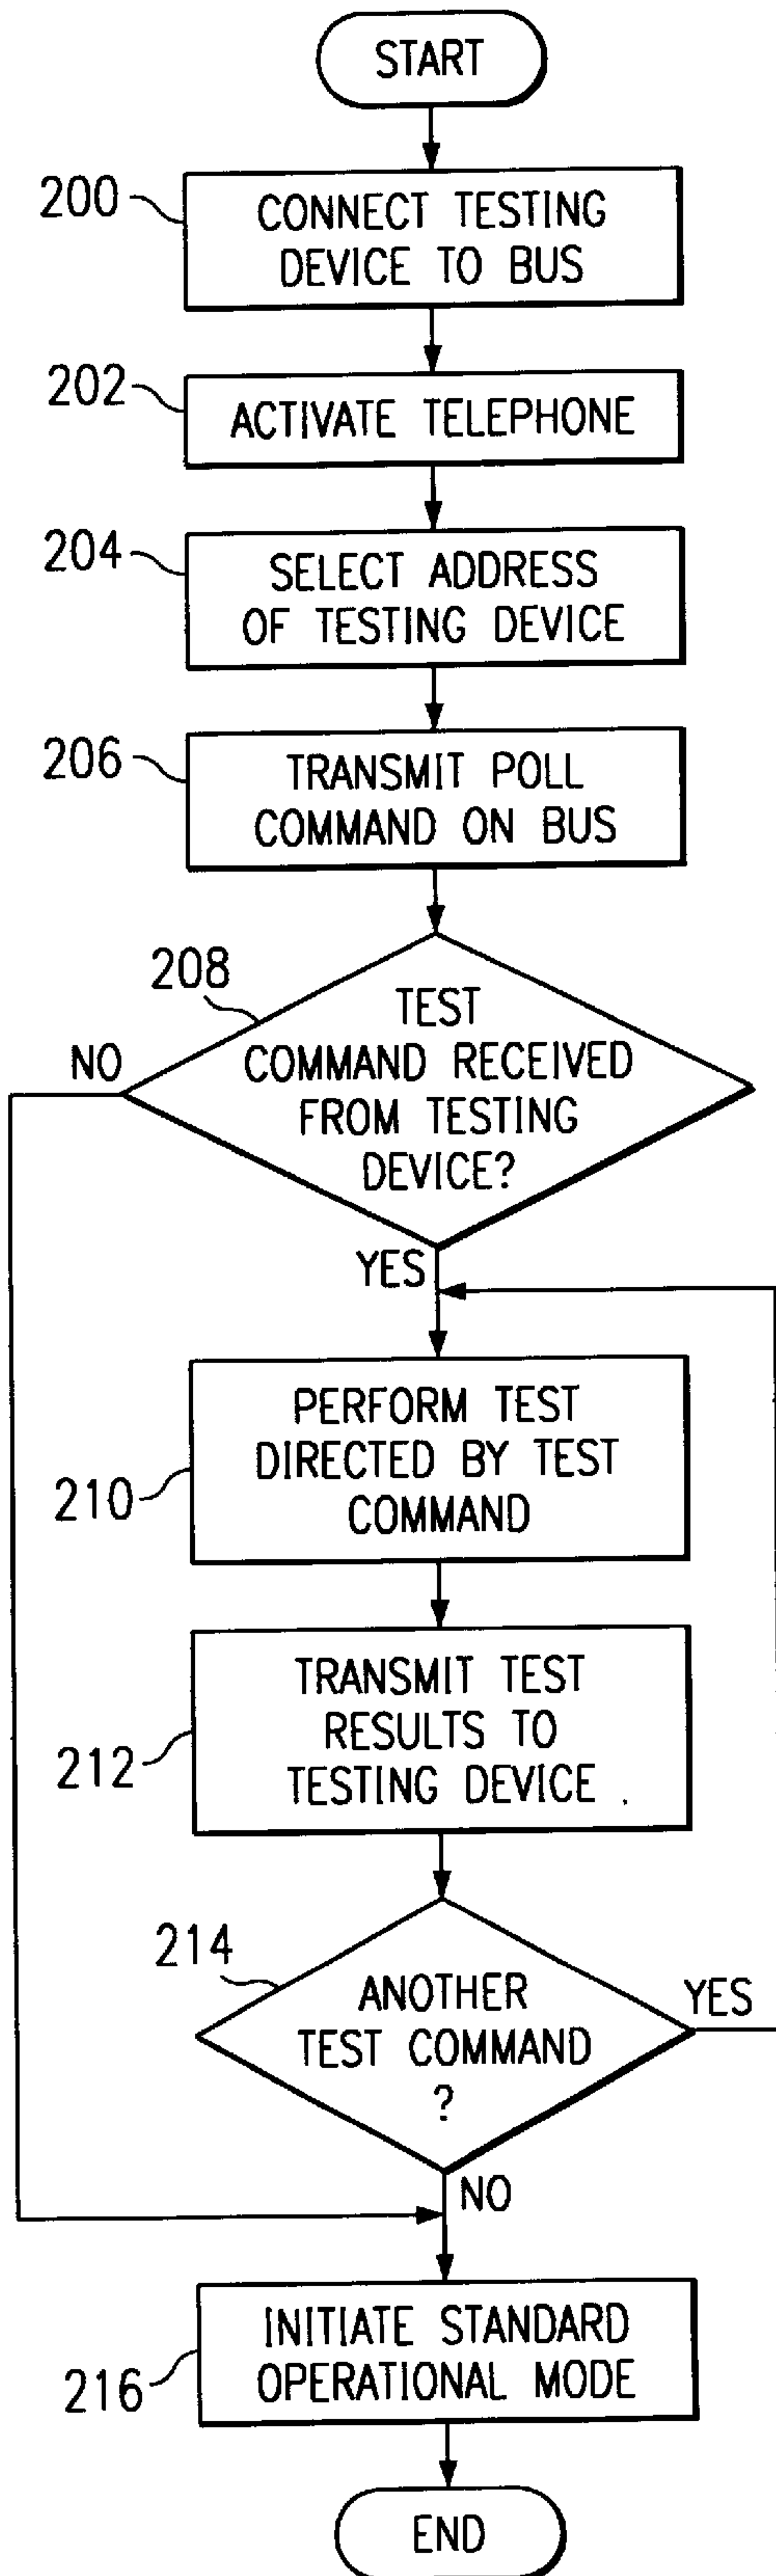 START
200
CONNECT TESTING
DEVICE TO BUS
202
ACTIVATE TELEPHONE
204
SELECT ADDRESS
OF TESTING DEVICE
206
TRANSMIT POLL
COMMAND ON BUS
208
TEST
COMMAND RECEIVED
FROM TESTING
DEVICE?
NO
YES
PERFORM TEST
DIRECTED BY TEST
COMMAND
210
TRANSMIT TEST
RESULTS TO
TESTING DEVICE
212
214
ANOTHER
TEST COMMAND
?
YES
NO
INITIATE STANDARD
OPERATIONAL MODE
216
END